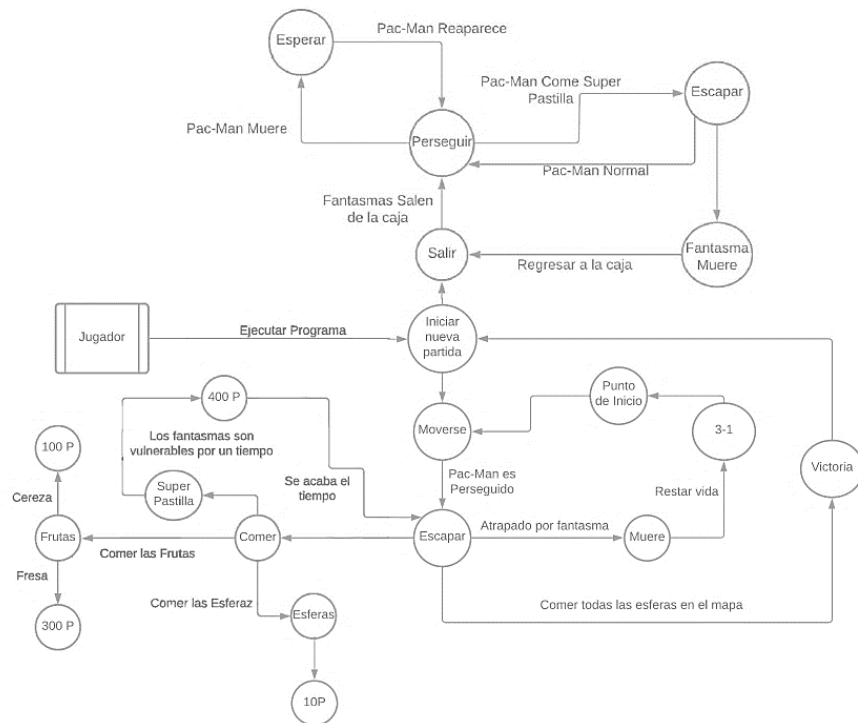 Pac-Man Reaparece
Esperar
Pac-Man Come Super
Pastilla
Escapar
Pac-Man Muere
Perseguir
Pac-Man Normal
Fantasmas Salen
de la caja
Salir
Regresar a la caja
Fantasma
Muere
Jugador
Ejecutar Programa
Iniciar
nueva
partida
400 P
Punto
de Inicio
3-1
Moverse
100 P
Los fantasmas son
vulnerables por un tiempo
Victoria
Cereza
Super
Pastilla
Se acaba el
tiempo
Pac-Man es
Perseguido
Restar vida
Frutas
Comer las Frutas
Comer
Escapar
Atrapado por fantasma
Muere
Fresa
Comer las Esferaz
Esferas
Comer todas las esferas en el mapa
300 P
10P